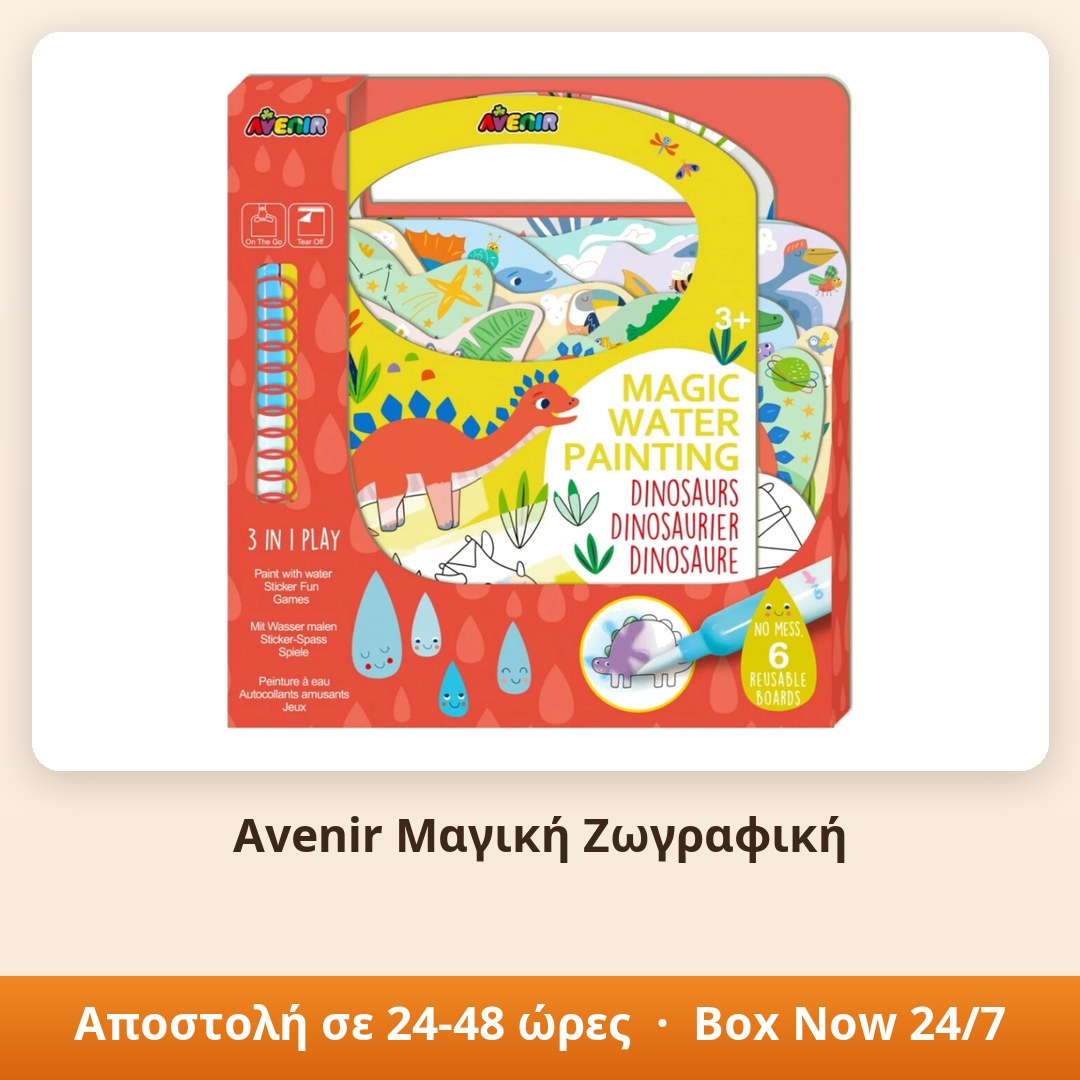 AVENIR
AVENIR
On The Go
Tear Off
3+
MAGIC
WATER
PAINTING
DINOSAURS
DINOSAURIER
DINOSAURE
3 IN 1 PLAY
Paint with water
Sticker Fun
Games
Mit Wasser malen
Sticker-Spass
Spiele
Peinture à eau
Autocollants amusants
Jeux
NO MESS,
6
REUSABLE
BOARDS
Avenir Μαγική Ζωγραφική
Αποστολή σε 24-48 ώρες · Box Now 24/7